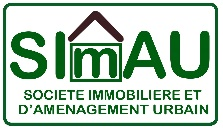 SImAU
SOCIETE IMMOBILIERE ET
D'AMENAGEMENT URBAIN